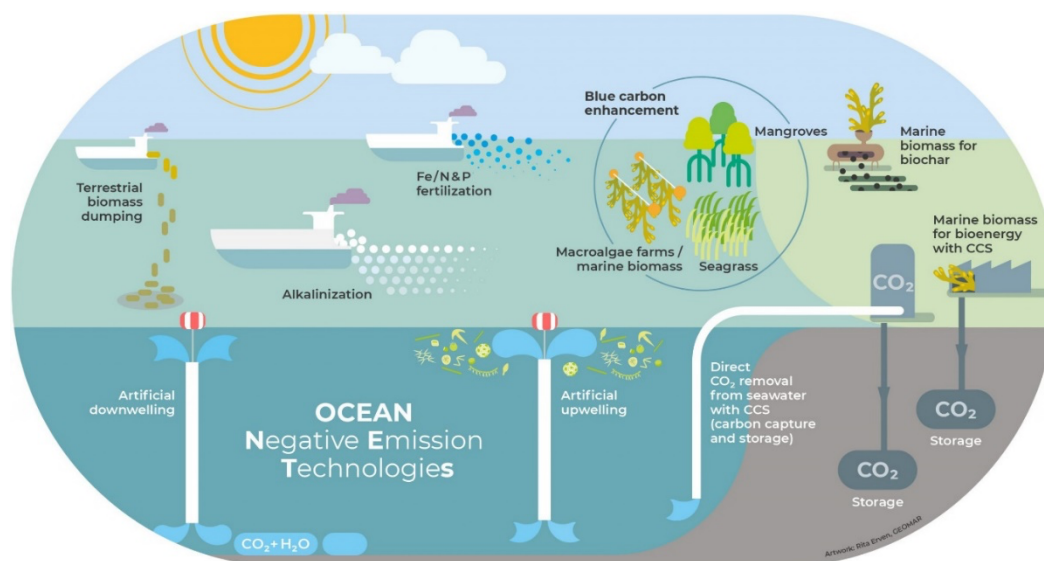 Blue carbon
enhancement
Mangroves
Marine
biomass for
biochar
Terrestrial
biomass
dumping
Fe/N&P
fertilization
Alkalinization
Macroalgae farms /
marine biomass
Seagrass
Marine biomass
for bioenergy
with CCS
CO₂
Artificial
downwelling
OCEAN
Negative Emission
Technologies
Artificial
upwelling
Direct
CO₂ removal
from seawater
with CCS
(carbon capture
and storage)
CO₂
Storage
CO₂
Storage
CO₂+H₂O
Artwork: Rita Erven, GEOMAR